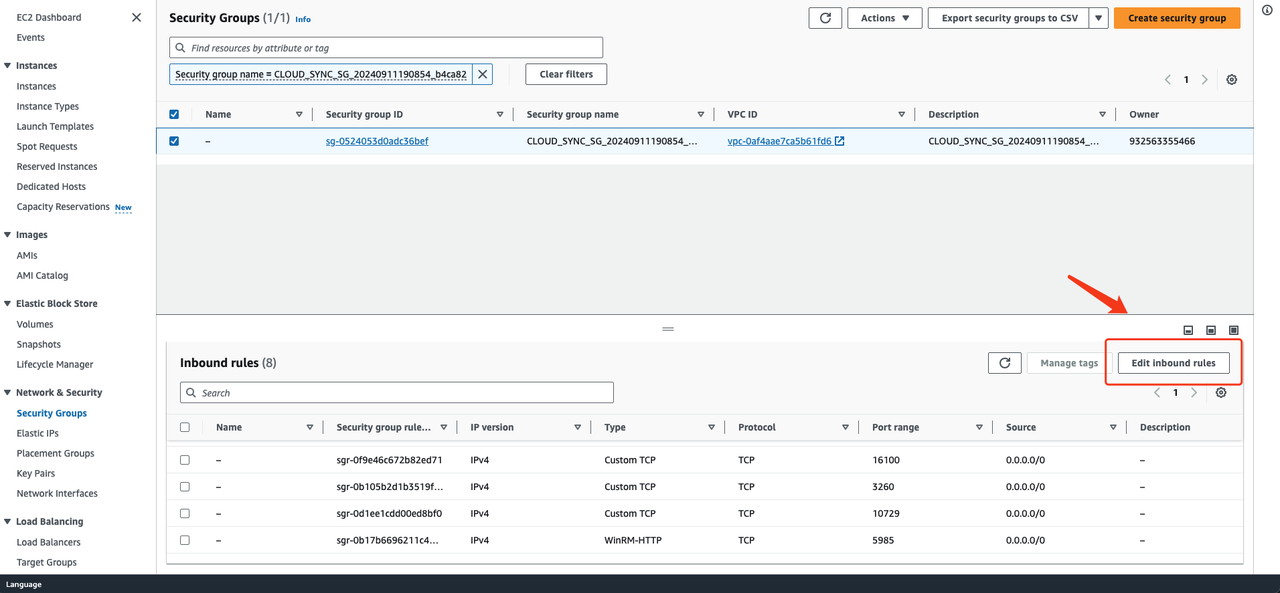 EC2 Dashboard
Events
Instances
Instances
Instance Types
Launch Templates
Spot Requests
Reserved Instances
Dedicated Hosts
Capacity Reservations New
Images
AMIs
AMI Catalog
Elastic Block Store
Volumes
Snapshots
Lifecycle Manager
Network & Security
Security Groups
Elastic IPs
Placement Groups
Key Pairs
Network Interfaces
Load Balancing
Load Balancers
Target Groups
Security Groups (1/1) Info
Actions
Export security groups to CSV
Create security group
Find resources by attribute or tag
Security group name = CLOUD_SYNC_SG_20240911190854_b4ca82
Clear filters
1
Name Security group ID Security group name VPC ID Description Owner
– sg-0524053d0adc36bef CLOUD_SYNC_SG_20240911190854_... vpc-0af4aae7ca5b61fd6 CLOUD_SYNC_SG_20240911190854_... 932563355466
Inbound rules (8)
Manage tags
Edit inbound rules
Search
1
Name Security group rule... IP version Type Protocol Port range Source Description
– sgr-0f9e46c672b82ed71 IPv4 Custom TCP TCP 16100 0.0.0.0/0 –
– sgr-0b105b2d1b3519f... IPv4 Custom TCP TCP 3260 0.0.0.0/0 –
– sgr-0d1ee1cdd00ed8bf0 IPv4 Custom TCP TCP 10729 0.0.0.0/0 –
– sgr-0b17b6696211c4... IPv4 WinRM-HTTP TCP 5985 0.0.0.0/0 –
Language